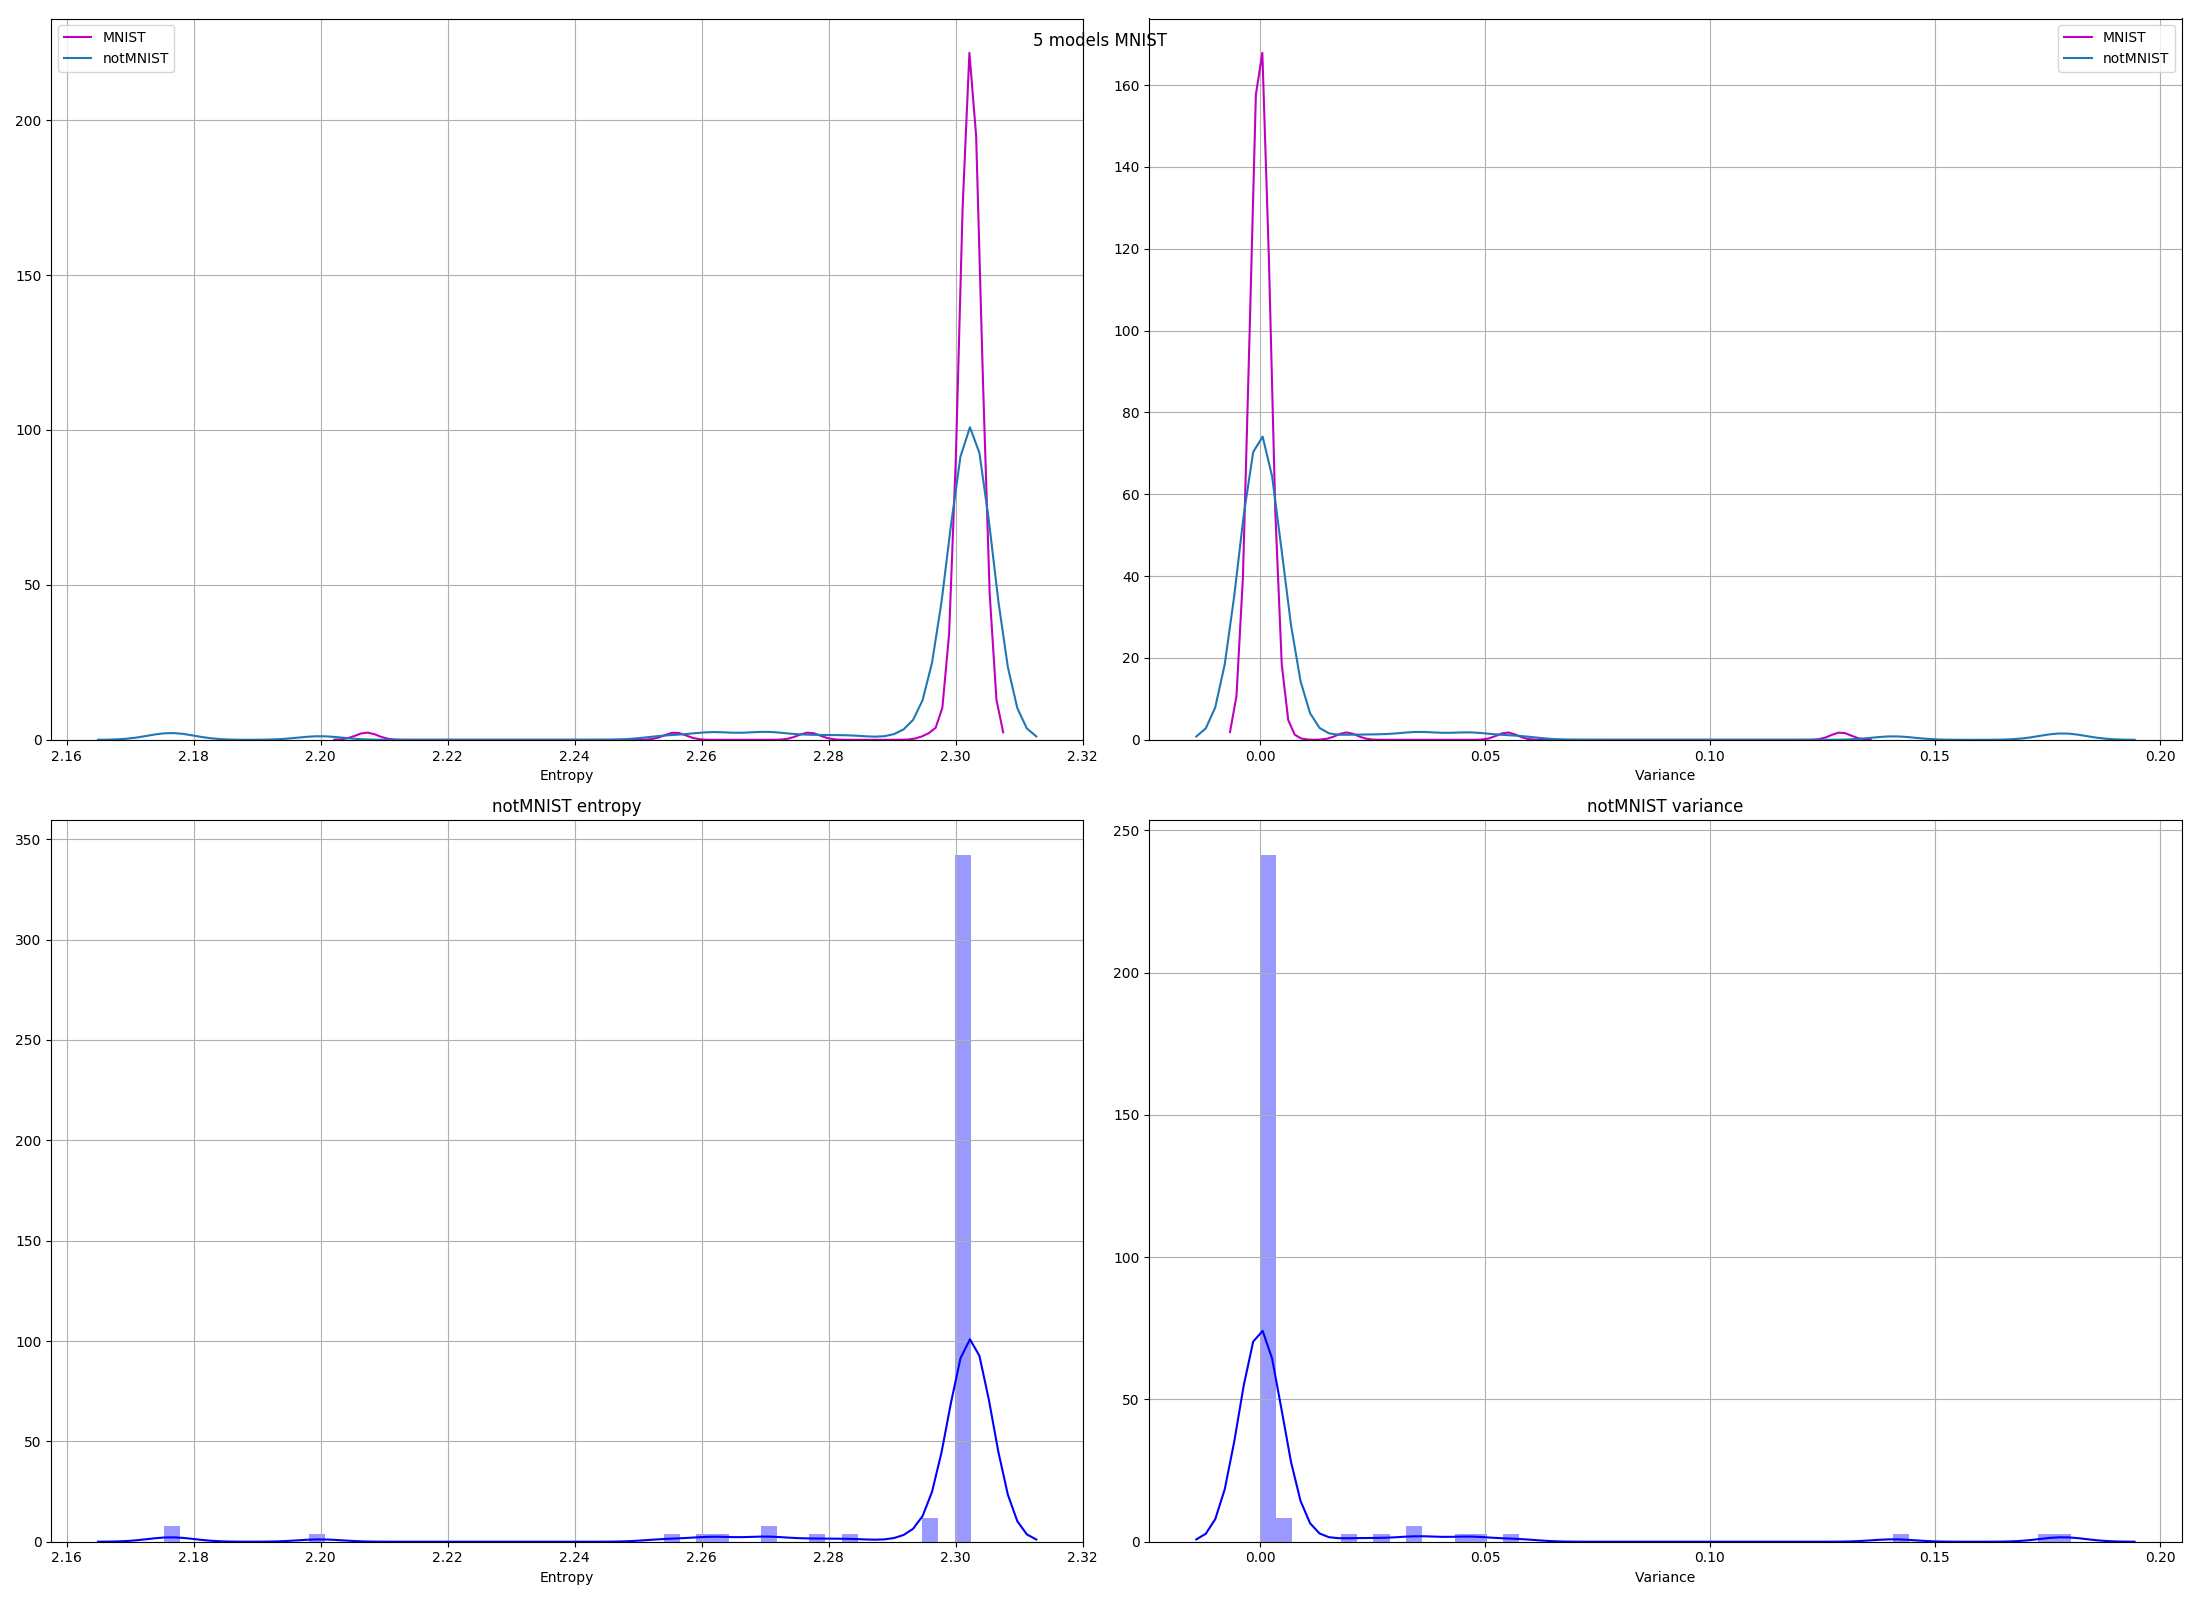 5 models MNIST
MNIST
notMNIST
200
150
100
50
0
2.16 2.18 2.20 2.22 2.24 2.26 2.28 2.30 2.32
Entropy
MNIST
notMNIST
160
140
120
100
80
60
40
20
0
0.00 0.05 0.10 0.15 0.20
Variance
notMNIST entropy
350
300
250
200
150
100
50
0
2.16 2.18 2.20 2.22 2.24 2.26 2.28 2.30 2.32
Entropy
notMNIST variance
250
200
150
100
50
0
0.00 0.05 0.10 0.15 0.20
Variance